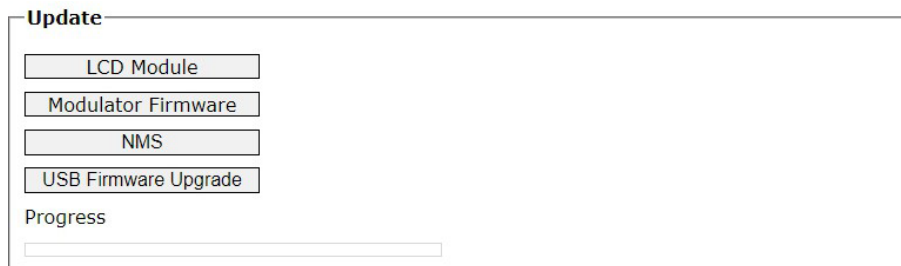 Update
LCD Module
Modulator Firmware
NMS
USB Firmware Upgrade
Progress